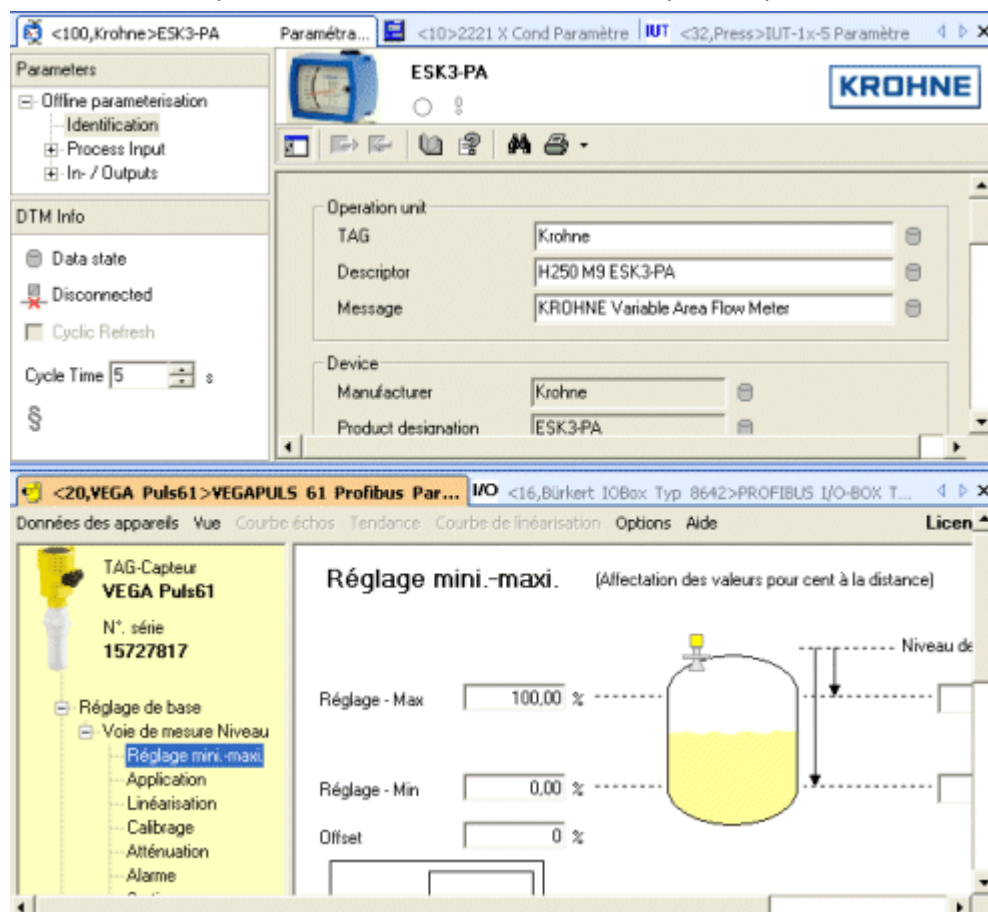 <100,Krohne>ESK3-PA Paramétra... <10>2221 X Cond Paramètre IUT <32,Press>IUT-1x-5 Paramètre
Parameters
Offline parameterisation
Identification
Process Input
In- / Outputs
DTM Info
Data state
Disconnected
Cyclic Refresh
Cycle Time 5 s
§
ESK3-PA
KROHNE
Operation unit
TAG Krohne
Descriptor H250 M9 ESK3-PA
Message KROHNE Variable Area Flow Meter
Device
Manufacturer Krohne
Product designation ESK3-PA
<20,VEGA Puls61>VEGAPULS 61 Profibus Par... I/O <16,Bürkert IOBox Typ 8642>PROFIBUS I/O-BOX T...
Données des appareils Vue Courbe échos Tendance Courbe de linéarisation Options Aide Licen
TAG-Capteur
VEGA Puls61
N°. série
15727817
Réglage de base
Voie de mesure Niveau
Réglage mini.-maxi.
Application
Linéarisation
Calibrage
Atténuation
Alarme
Réglage mini.-maxi. (Affectation des valeurs pour cent à la distance)
Niveau de
Réglage - Max 100,00 %
Réglage - Min 0,00 %
Offset 0 %